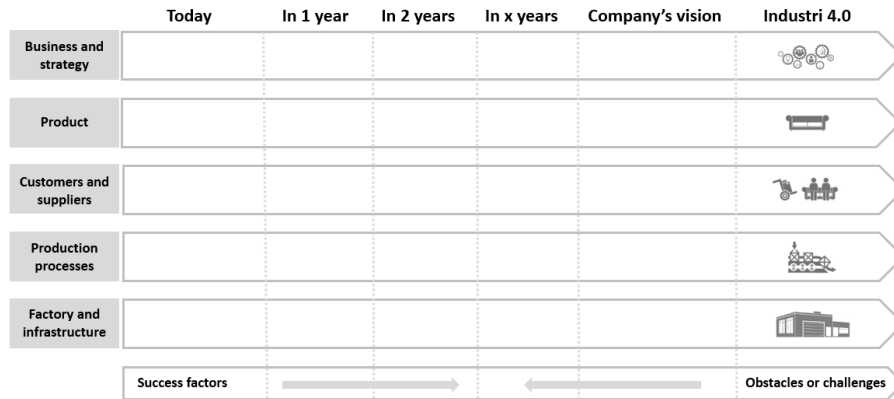 Today In 1 year In 2 years In x years Company's vision Industri 4.0
Business and
strategy
Product
Customers and
suppliers
Production
processes
Factory and
infrastructure
Success factors Obstacles or challenges